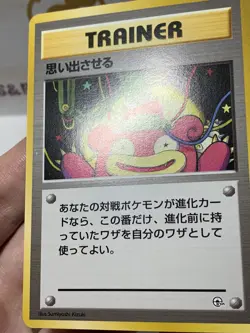 TRAINER
思い出させる
あなたの対戦ポケモンが進化カー
ドなら、この番だけ、進化前に持
っていたワザを自分のワザとして
使ってよい。